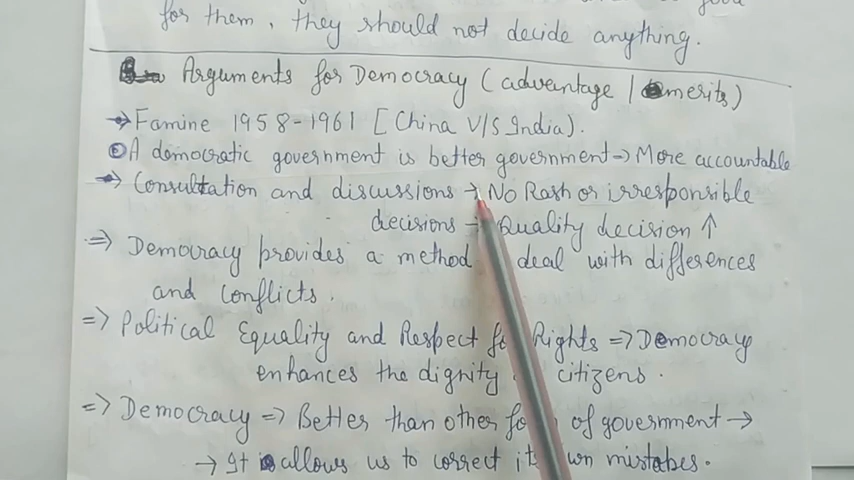 for them, they should not decide anything.
Arguments for Democracy (advantage / merits)
→ Famine 1958-1961 [China V/S India).
A democratic government is better government → More accountable
→ Consultation and discussions → No Rash or irresponsible
decisions → Quality decision ↑
⇒ Democracy provides a method deal with differences
and conflicts.
⇒ Political Equality and Respect Rights ⇒ Democracy
enhances the dignity citizens.
⇒ Democracy ⇒ Better than other of government →
→ It allows us to correct its own mistakes.